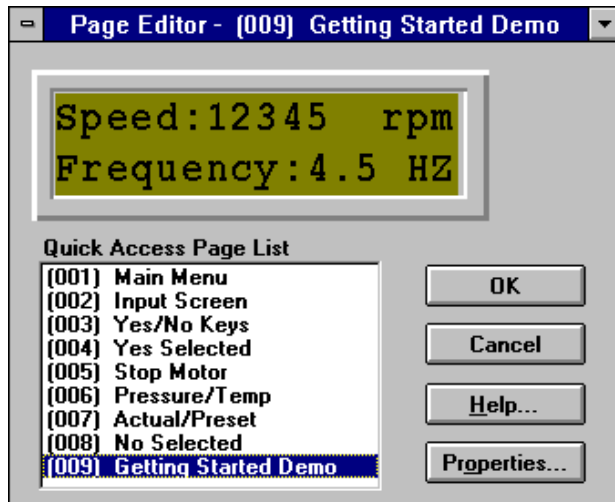 Page Editor - (009) Getting Started Demo
Speed:12345 rpm
Frequency:4.5 HZ
Quick Access Page List
(001) Main Menu
(002) Input Screen
(003) Yes/No Keys
(004) Yes Selected
(005) Stop Motor
(006) Pressure/Temp
(007) Actual/Preset
(008) No Selected
(009) Getting Started Demo
OK
Cancel
Help...
Properties...